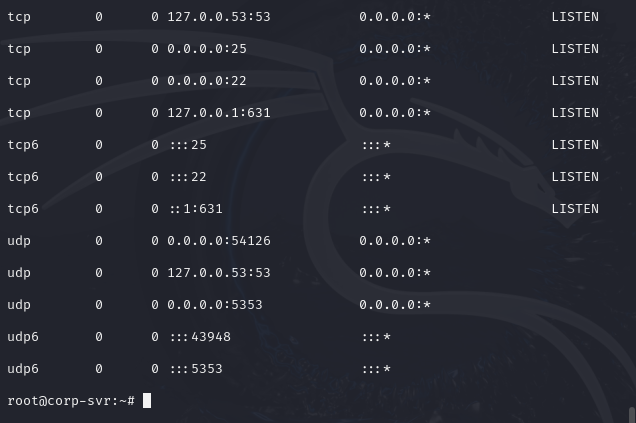 tcp 0 0 127.0.0.53:53 0.0.0.0:* LISTEN
tcp 0 0 0.0.0.0:25 0.0.0.0:* LISTEN
tcp 0 0 0.0.0.0:22 0.0.0.0:* LISTEN
tcp 0 0 127.0.0.1:631 0.0.0.0:* LISTEN
tcp6 0 0 :::25 :::* LISTEN
tcp6 0 0 :::22 :::* LISTEN
tcp6 0 0 ::1:631 :::* LISTEN
udp 0 0 0.0.0.0:54126 0.0.0.0:*
udp 0 0 127.0.0.53:53 0.0.0.0:*
udp 0 0 0.0.0.0:5353 0.0.0.0:*
udp6 0 0 :::43948 :::*
udp6 0 0 :::5353 :::*
root@corp-svr:~#